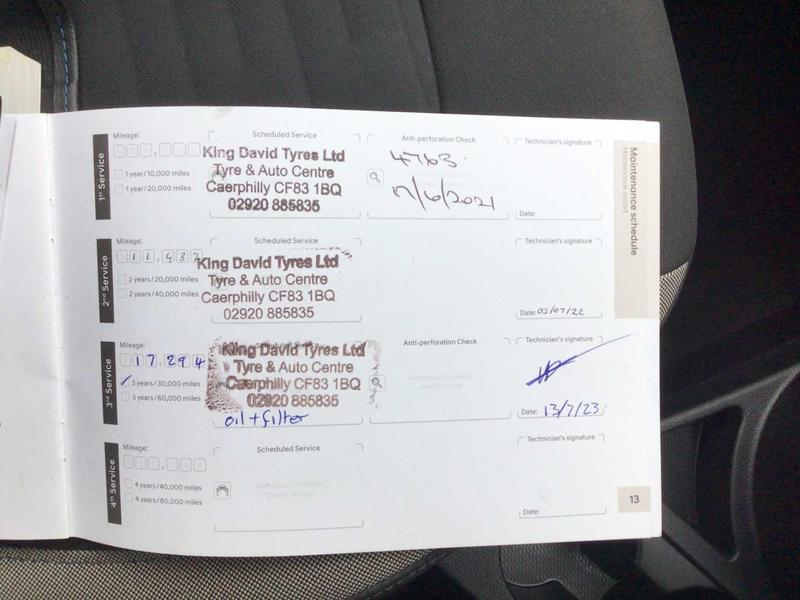 Maintenance schedule
Maintenance record
1st Service
Mileage:
1 year/10,000 miles
1 year/20,000 miles
Scheduled Service
King David Tyres Ltd
Tyre & Auto Centre
Caerphilly CF83 1BQ
02920 885835
Anti-perforation Check
4763
17/6/2021
Technician's signature
Date:
2nd Service
Mileage:
11,437
2 years/20,000 miles
2 years/40,000 miles
Scheduled Service
King David Tyres Ltd
Tyre & Auto Centre
Caerphilly CF83 1BQ
02920 885835
Technician's signature
Date: 05/07/22
3rd Service
Mileage:
17,294
3 years/30,000 miles
3 years/60,000 miles
King David Tyres Ltd
Tyre & Auto Centre
Caerphilly CF83 1BQ
02920 885835
oil + filter
Anti-perforation Check
Technician's signature
Date: 13/7/23
4th Service
Mileage:
4 years/40,000 miles
4 years/80,000 miles
Scheduled Service
Technician's signature
Date:
13